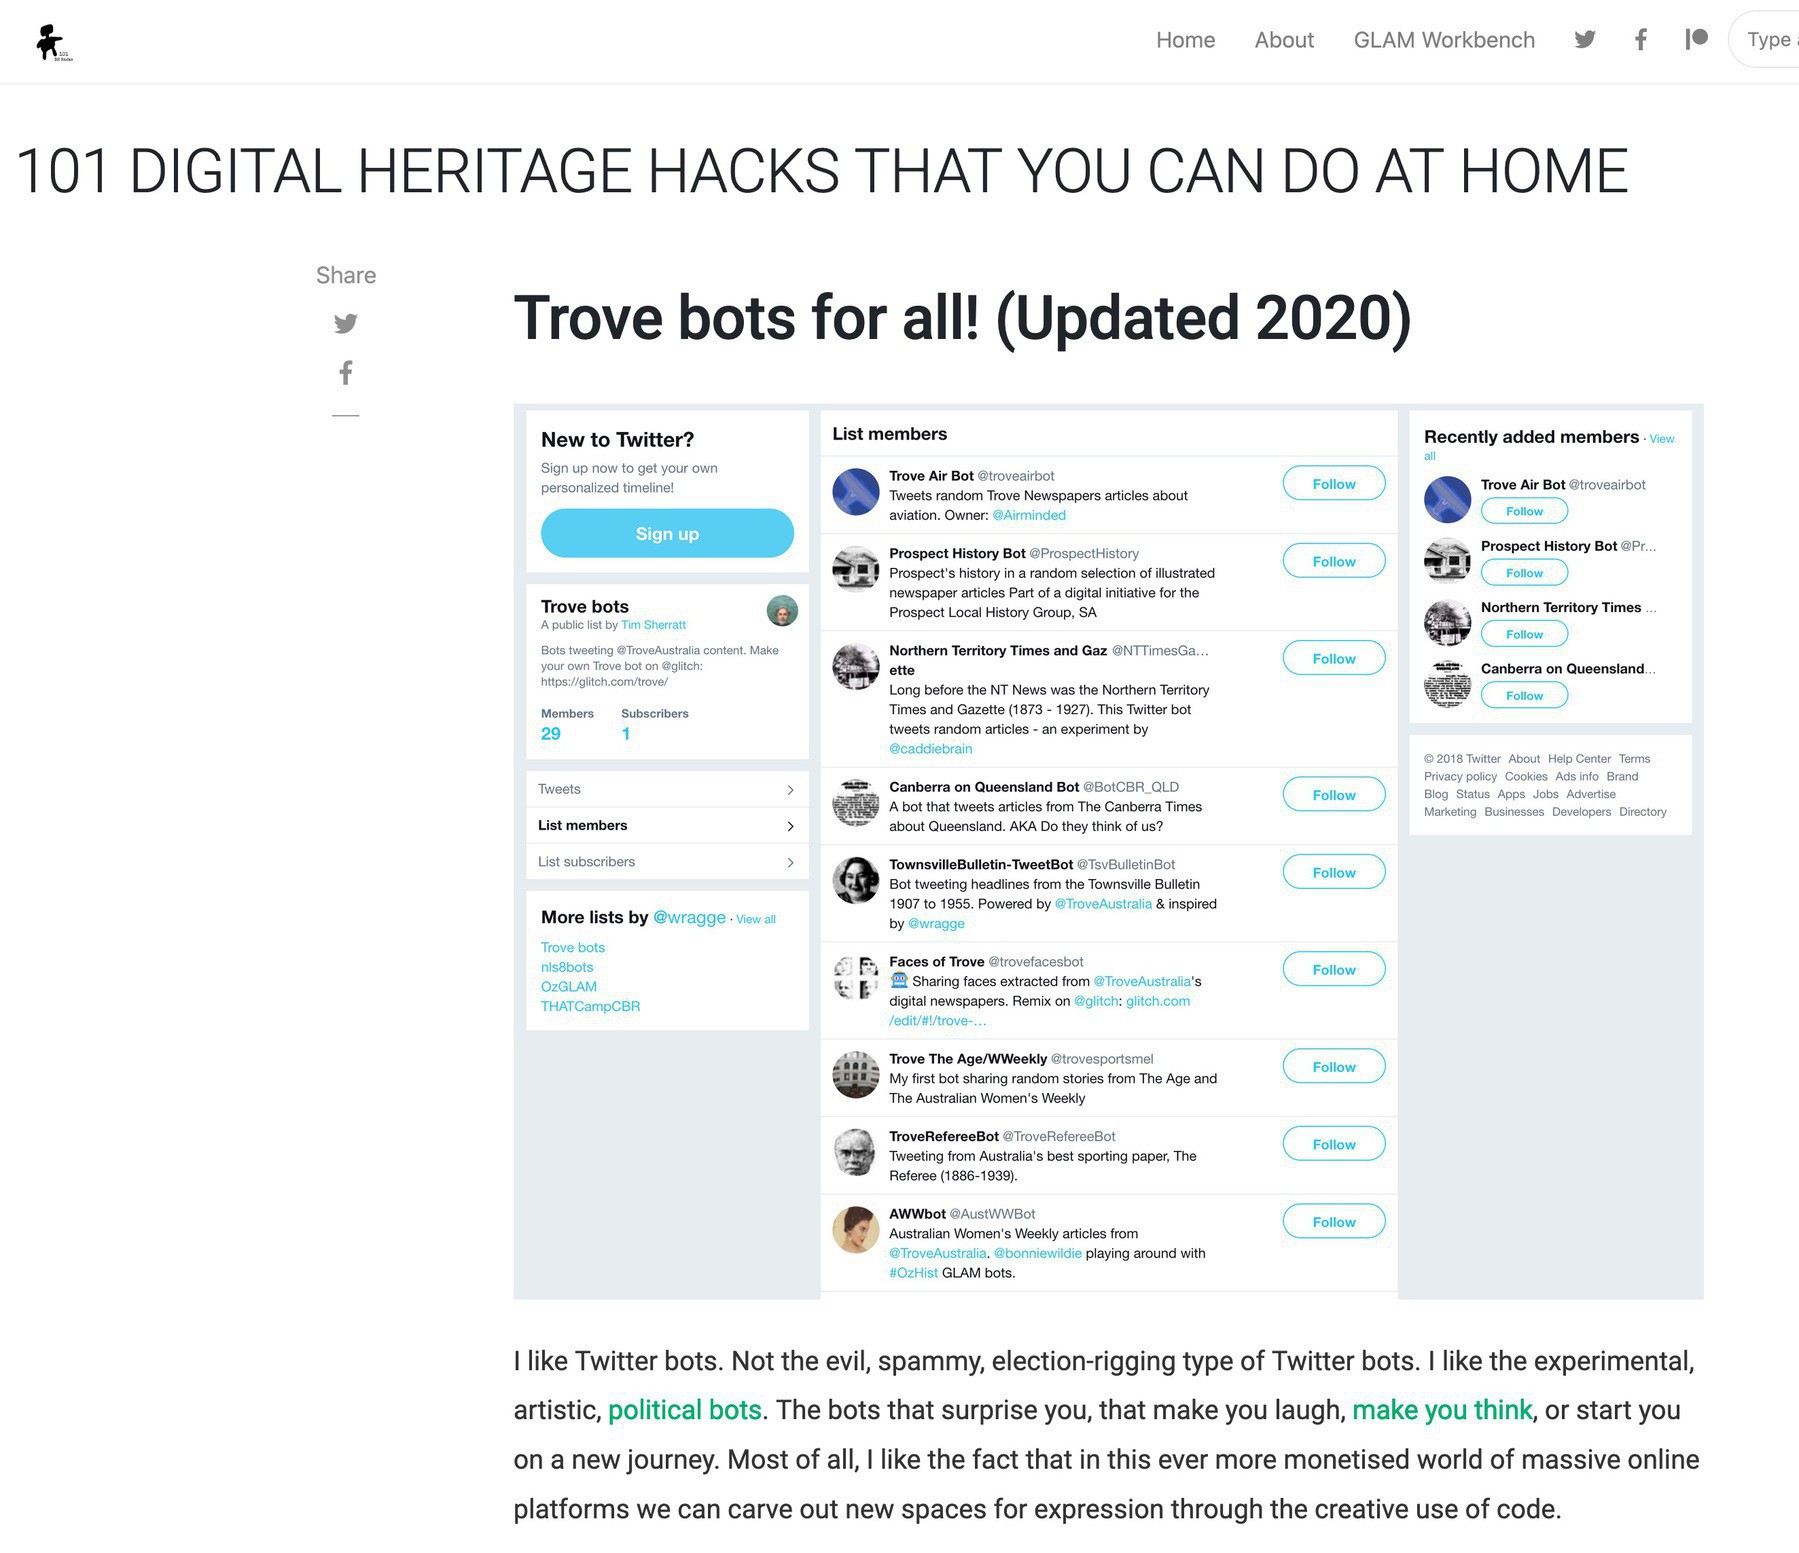 101
Home About GLAM Workbench Type
101 DIGITAL HERITAGE HACKS THAT YOU CAN DO AT HOME
Share
Trove bots for all! (Updated 2020)
New to Twitter?
Sign up now to get your own
personalized timeline!
Sign up
Trove bots
A public list by Tim Sherratt
Bots tweeting @TroveAustralia content. Make
your own Trove bot on @glitch:
https://glitch.com/trove/
Members Subscribers
29 1
Tweets
List members
List subscribers
More lists by @wragge · View all
Trove bots
nls8bots
OzGLAM
THATCampCBR
List members
Trove Air Bot @troveairbot
Follow
Tweets random Trove Newspapers articles about
aviation. Owner: @Airminded
Prospect History Bot @ProspectHistory
Follow
Prospect's history in a random selection of illustrated
newspaper articles Part of a digital initiative for the
Prospect Local History Group, SA
Northern Territory Times and Gaz @NTTimesGa…
ette
Follow
Long before the NT News was the Northern Territory
Times and Gazette (1873 - 1927). This Twitter bot
tweets random articles - an experiment by
@caddiebrain
Canberra on Queensland Bot @BotCBR_QLD
Follow
A bot that tweets articles from The Canberra Times
about Queensland. AKA Do they think of us?
TownsvilleBulletin-TweetBot @TsvBulletinBot
Follow
Bot tweeting headlines from the Townsville Bulletin
1907 to 1955. Powered by @TroveAustralia & inspired
by @wragge
Faces of Trove @trovefacesbot
Follow
🤖 Sharing faces extracted from @TroveAustralia's
digital newspapers. Remix on @glitch: glitch.com
/edit/#!/trove-…
Trove The Age/WWeekly @trovesportsmel
Follow
My first bot sharing random stories from The Age and
The Australian Women's Weekly
TroveRefereeBot @TroveRefereeBot
Follow
Tweeting from Australia's best sporting paper, The
Referee (1886-1939).
AWWbot @AustWWBot
Follow
Australian Women's Weekly articles from
@TroveAustralia. @bonniewildie playing around with
#OzHist GLAM bots.
Recently added members · View
all
Trove Air Bot @troveairbot
Follow
Prospect History Bot @Pr…
Follow
Northern Territory Times …
Follow
Canberra on Queensland…
Follow
© 2018 Twitter About Help Center Terms
Privacy policy Cookies Ads info Brand
Blog Status Apps Jobs Advertise
Marketing Businesses Developers Directory
I like Twitter bots. Not the evil, spammy, election-rigging type of Twitter bots. I like the experimental,
artistic, political bots. The bots that surprise you, that make you laugh, make you think, or start you
on a new journey. Most of all, I like the fact that in this ever more monetised world of massive online
platforms we can carve out new spaces for expression through the creative use of code.